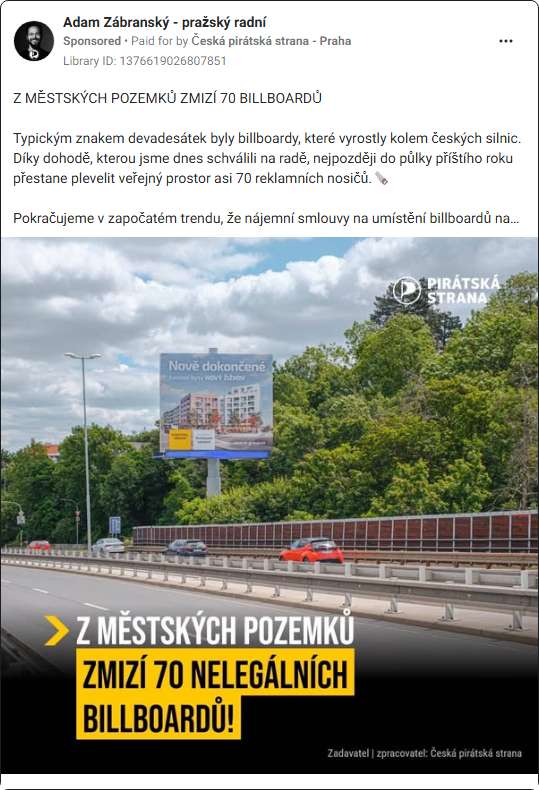 Adam Zábranský - pražský radní
Sponsored • Paid for by Česká pirátská strana - Praha
Library ID: 1376619026807851
Z MĚSTSKÝCH POZEMKŮ ZMIZÍ 70 BILLBOARDŮ
Typickým znakem devadesátek byly billboardy, které vyrostly kolem českých silnic.
Díky dohodě, kterou jsme dnes schválili na radě, nejpozději do půlky příštího roku
přestane plevelit veřejný prostor asi 70 reklamních nosičů.
Pokračujeme v započatém trendu, že nájemní smlouvy na umístění billboardů na...
PIRÁTSKÁ
STRANA
Nově dokončené
Z MĚSTSKÝCH POZEMKŮ
ZMIZÍ 70 NELEGÁLNÍCH
BILLBOARDŮ!
Zadavatel | zpracovatel: Česká pirátská strana